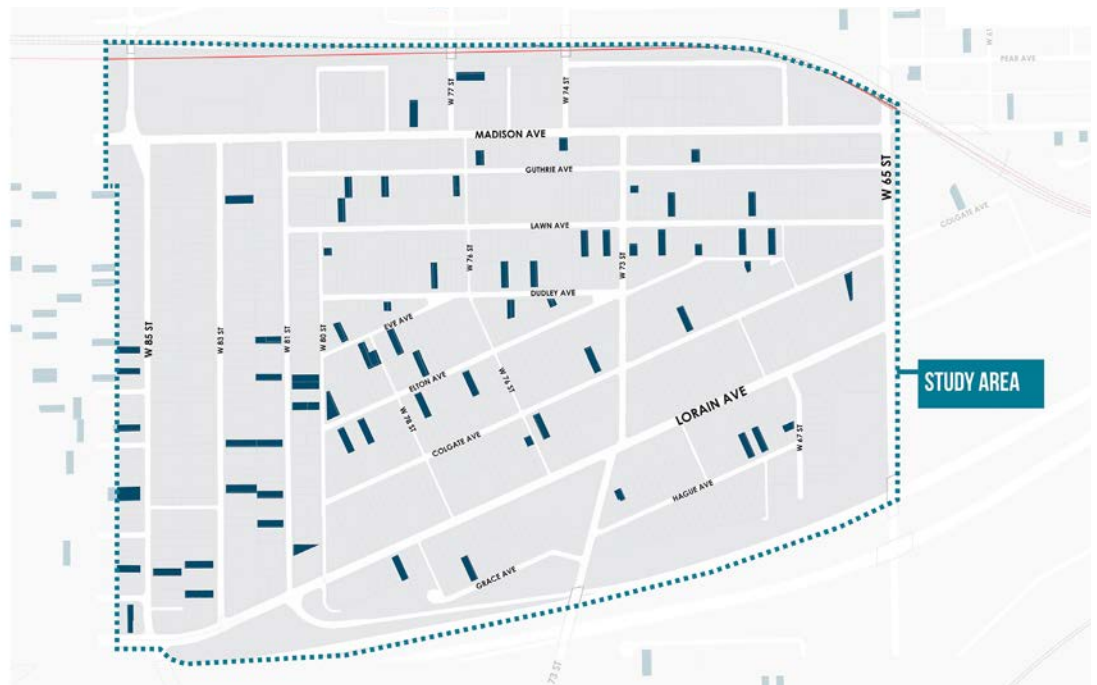 W 61
PEAR AVE
W 77 ST
W 74 ST
MADISON AVE
GUTHRIE AVE
W 65 ST
COLGATE AVE
LAWN AVE
W 76 ST
W 73 ST
DUDLEY AVE
EVE AVE
W 85 ST
W 83 ST
W 81 ST
W 80 ST
ELTON AVE
W 76 ST
STUDY AREA
LORAIN AVE
W 78 ST
COLGATE AVE
W 67 ST
HAGUE AVE
GRACE AVE
73 ST